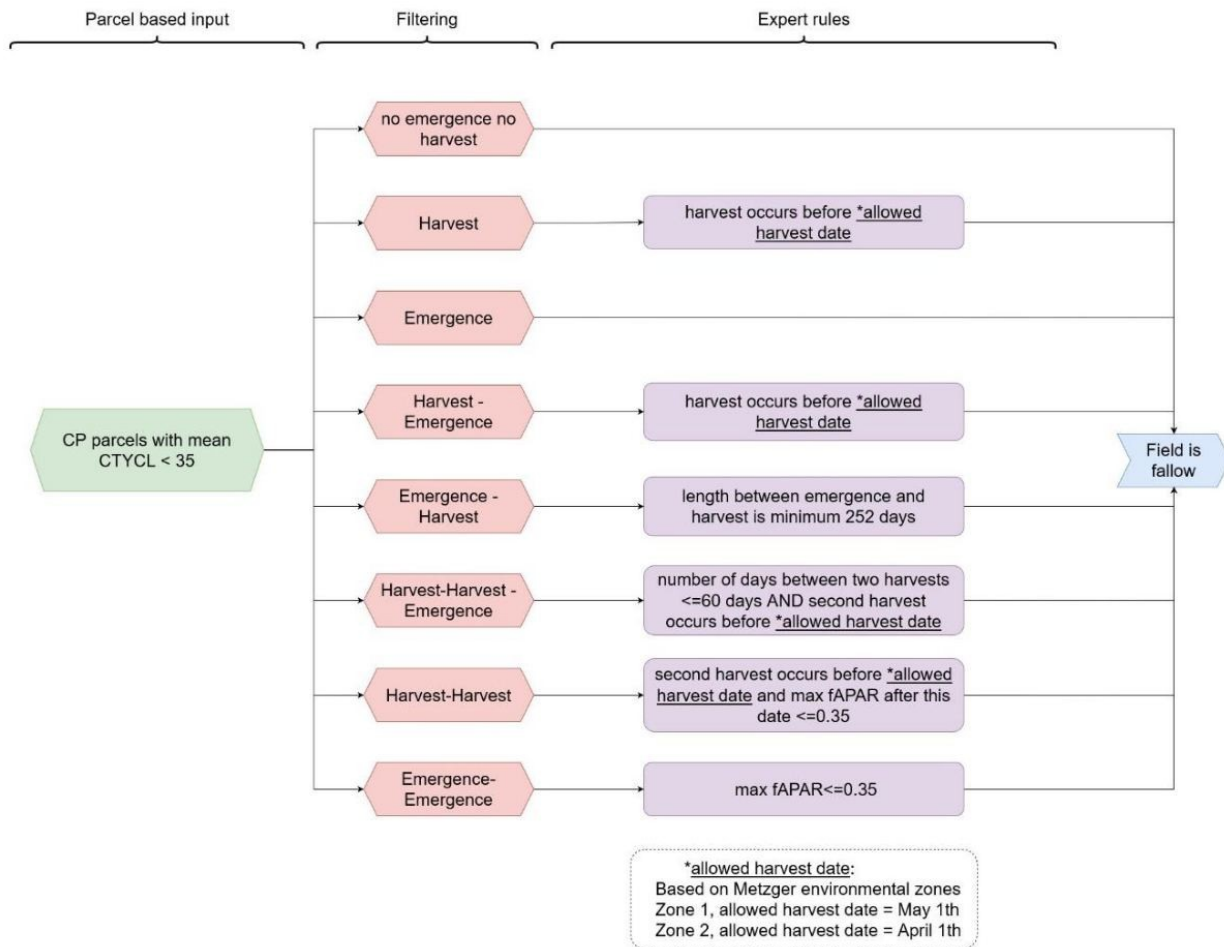 Parcel based input
Filtering
Expert rules
no emergence no
harvest
Harvest
harvest occurs before *allowed
harvest date
Emergence
Harvest -
Emergence
harvest occurs before *allowed
harvest date
CP parcels with mean
CTYCL < 35
Field is
fallow
Emergence -
Harvest
length between emergence and
harvest is minimum 252 days
Harvest-Harvest -
Emergence
number of days between two harvests
<=60 days AND second harvest
occurs before *allowed harvest date
Harvest-Harvest
second harvest occurs before *allowed
harvest date and max fAPAR after this
date <=0.35
Emergence-
Emergence
max fAPAR<=0.35
*allowed harvest date:
Based on Metzger environmental zones
Zone 1, allowed harvest date = May 1th
Zone 2, allowed harvest date = April 1th